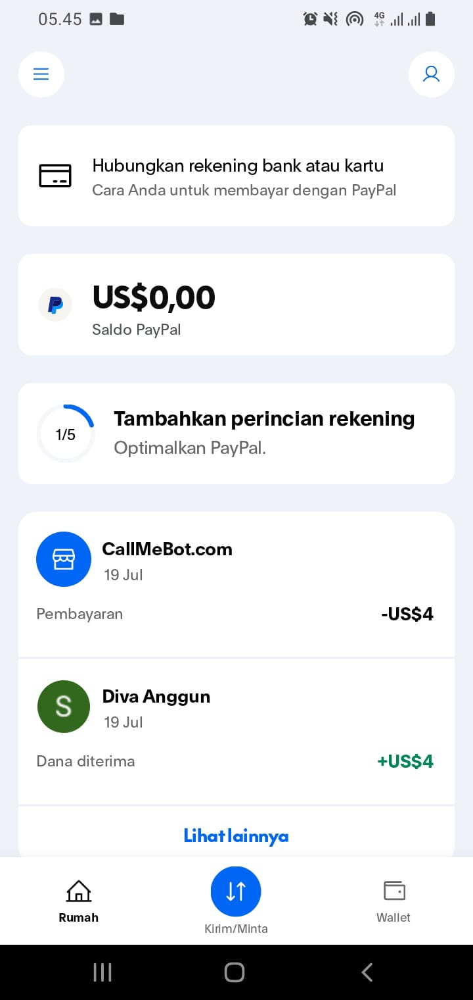 05.45
4G
Hubungkan rekening bank atau kartu
Cara Anda untuk membayar dengan PayPal
US$0,00
Saldo PayPal
1/5
Tambahkan perincian rekening
Optimalkan PayPal.
CallMeBot.com
19 Jul
Pembayaran
-US$4
S
Diva Anggun
19 Jul
Dana diterima
+US$4
Lihat lainnya
Rumah
Kirim/Minta
Wallet